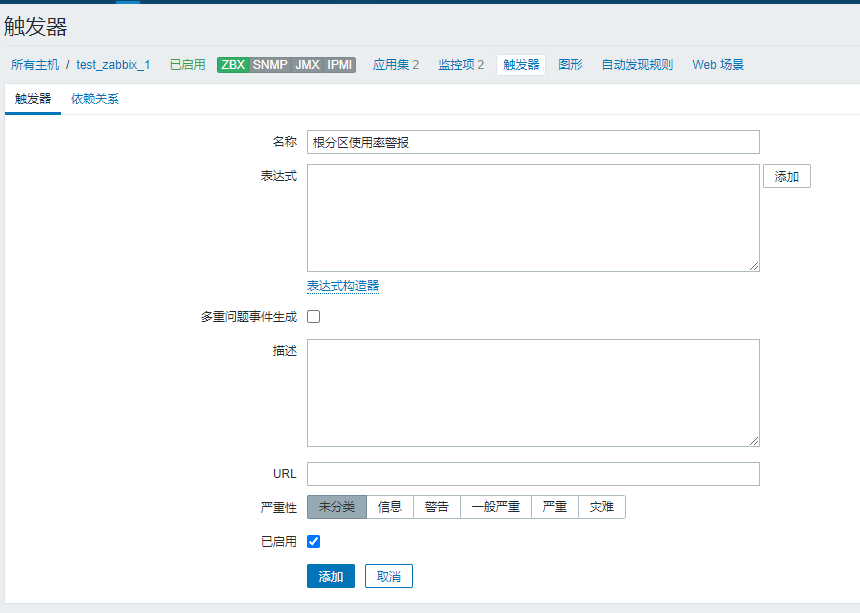 触发器
所有主机 / test_zabbix_1 已启用 ZBX SNMP JMX IPMI 应用集 2 监控项 2 触发器 图形 自动发现规则 Web 场景
触发器 依赖关系
名称 根分区使用率警报
表达式 添加
表达式构造器
多重问题事件生成
描述
URL
严重性 未分类 信息 警告 一般严重 严重 灾难
已启用
添加 取消